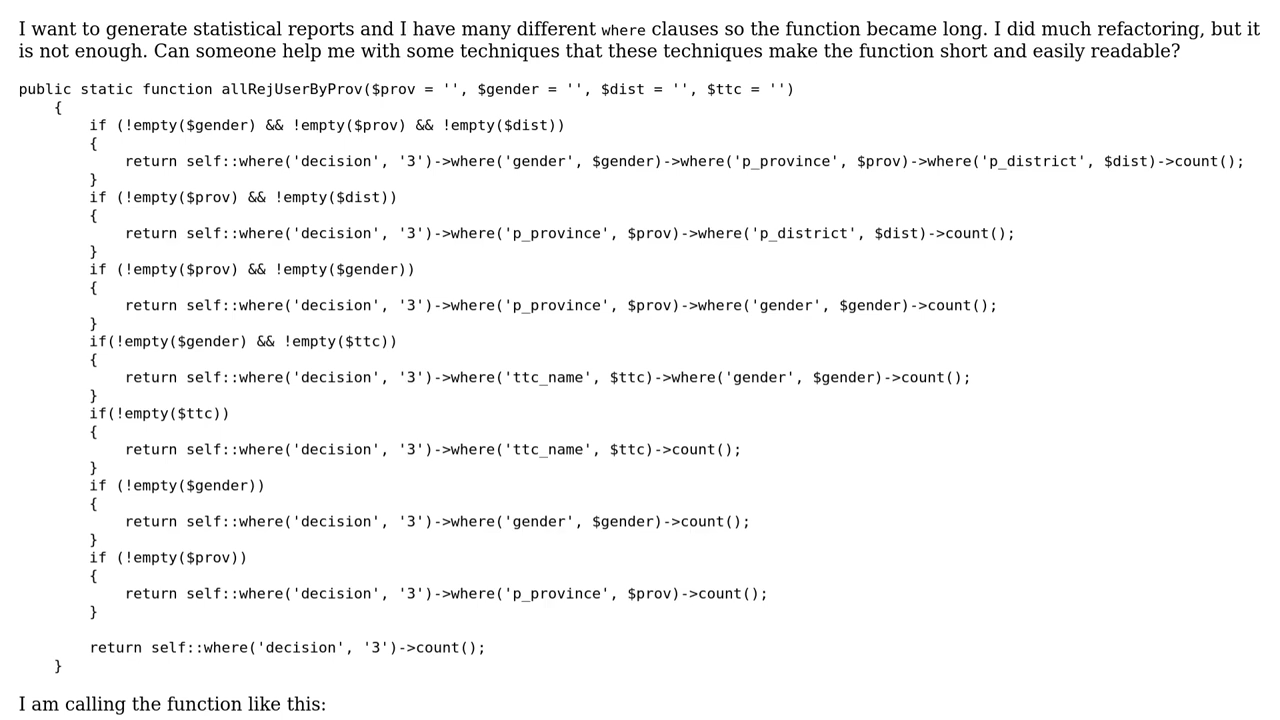 I want to generate statistical reports and I have many different where clauses so the function became long. I did much refactoring, but it
is not enough. Can someone help me with some techniques that these techniques make the function short and easily readable?
public static function allRejUserByProv($prov = '', $gender = '', $dist = '', $ttc = '')
    {
        if (!empty($gender) && !empty($prov) && !empty($dist))
        {
            return self::where('decision', '3')->where('gender', $gender)->where('p_province', $prov)->where('p_district', $dist)->count();
        }
        if (!empty($prov) && !empty($dist))
        {
            return self::where('decision', '3')->where('p_province', $prov)->where('p_district', $dist)->count();
        }
        if (!empty($prov) && !empty($gender))
        {
            return self::where('decision', '3')->where('p_province', $prov)->where('gender', $gender)->count();
        }
        if(!empty($gender) && !empty($ttc))
        {
            return self::where('decision', '3')->where('ttc_name', $ttc)->where('gender', $gender)->count();
        }
        if(!empty($ttc))
        {
            return self::where('decision', '3')->where('ttc_name', $ttc)->count();
        }
        if (!empty($gender))
        {
            return self::where('decision', '3')->where('gender', $gender)->count();
        }
        if (!empty($prov))
        {
            return self::where('decision', '3')->where('p_province', $prov)->count();
        }
        return self::where('decision', '3')->count();
    }
I am calling the function like this: